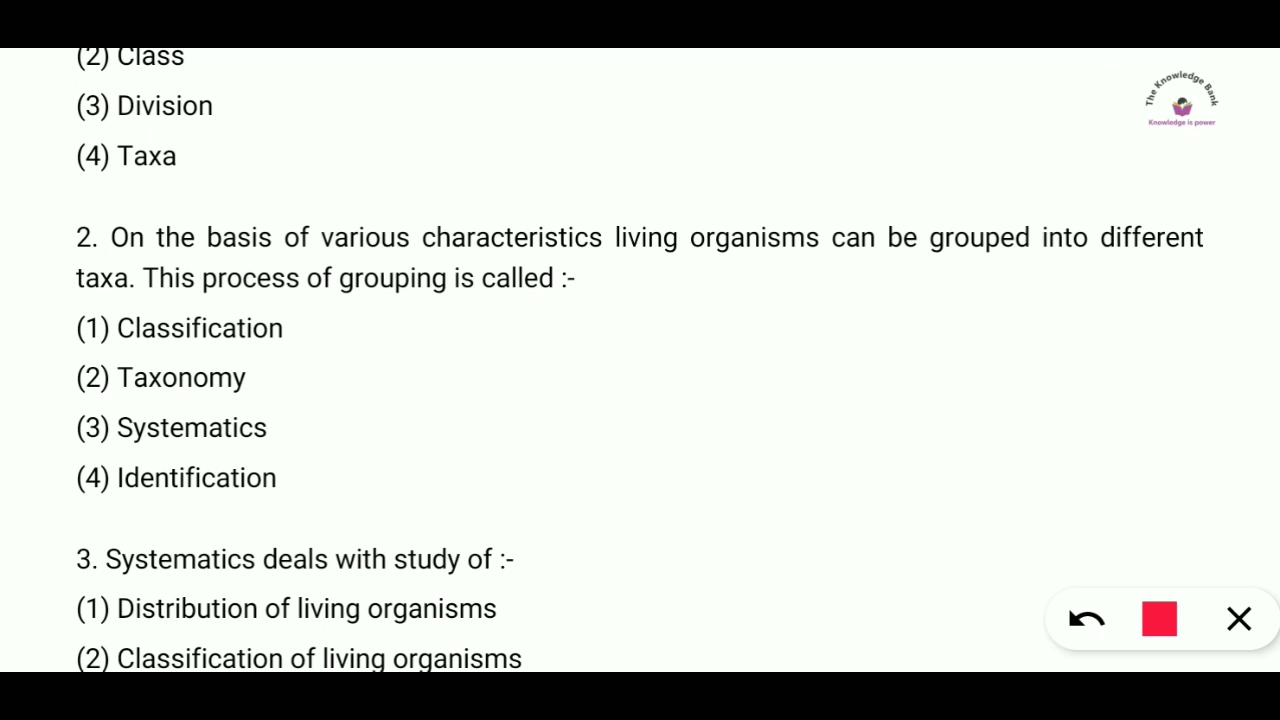 (2) Class
(3) Division
(4) Taxa
The Knowledge Bank
Knowledge is power
2. On the basis of various characteristics living organisms can be grouped into different
taxa. This process of grouping is called :-
(1) Classification
(2) Taxonomy
(3) Systematics
(4) Identification
3. Systematics deals with study of :-
(1) Distribution of living organisms
(2) Classification of living organisms